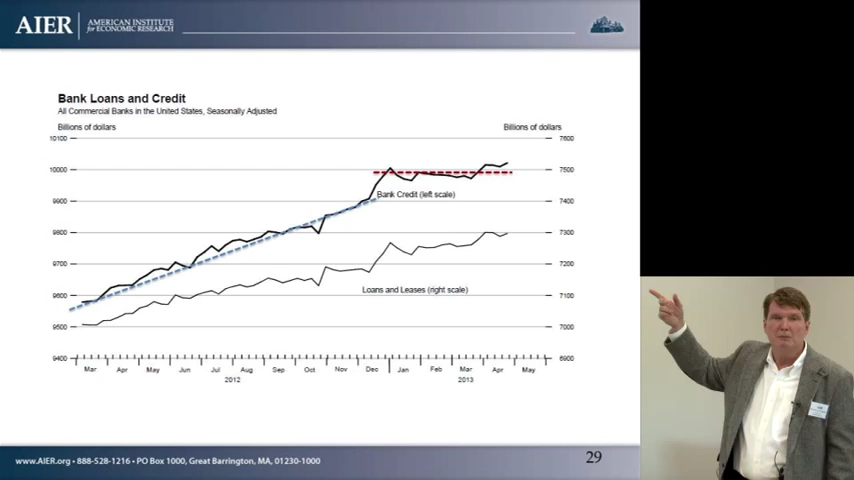 AIER
AMERICAN INSTITUTE
for ECONOMIC RESEARCH
Bank Loans and Credit
All Commercial Banks in the United States, Seasonally Adjusted
Billions of dollars
Billions of dollars
10100
7600
10000
7500
9900
7400
Bank Credit (left scale)
9800
7300
9700
7200
9600
7100
Loans and Leases (right scale)
9500
7000
9400
6900
Mar Apr May Jun Jul Aug Sep Oct Nov Dec Jan Feb Mar Apr May
2012 2013
www.AIER.org • 888-528-1216 • PO Box 1000, Great Barrington, MA, 01230-1000
29